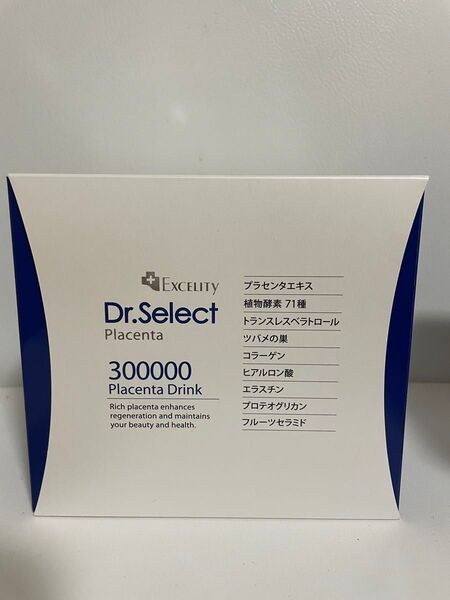 EXCELITY
Dr.Select
Placenta
300000
Placenta Drink
Rich placenta enhances
regeneration and maintains
your beauty and health.
プラセンタエキス
植物酵素 71種
トランスレスベラトロール
ツバメの巣
コラーゲン
ヒアルロン酸
エラスチン
プロテオグリカン
フルーツセラミド